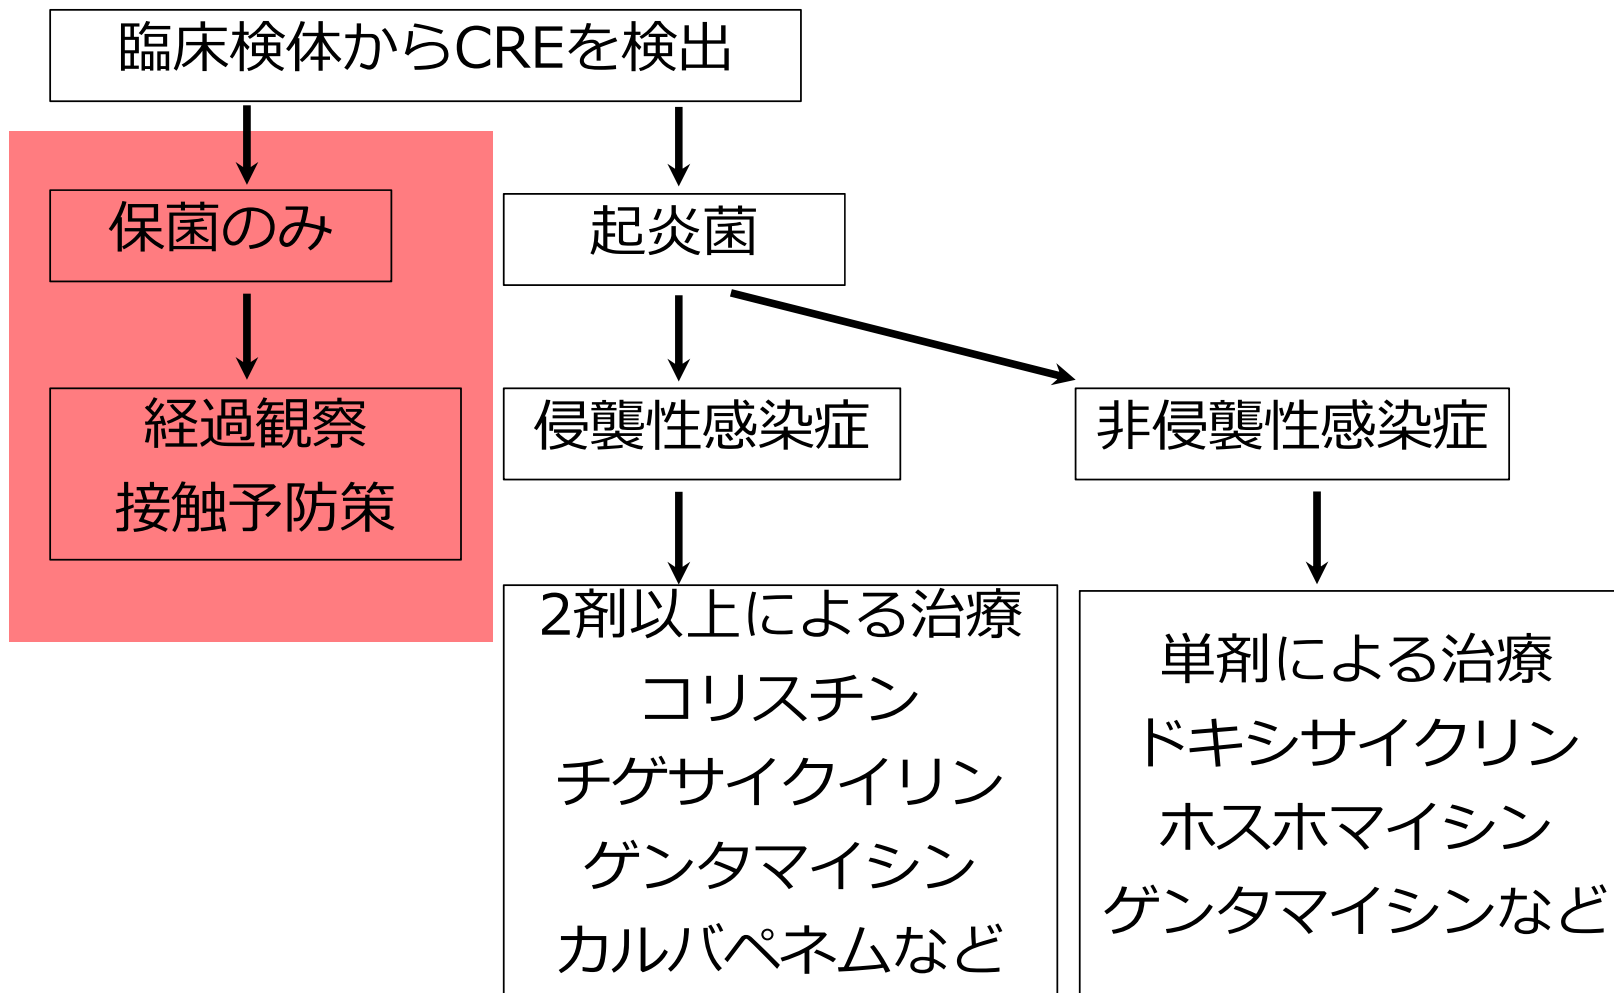 臨床検体からCREを検出
保菌のみ
起炎菌
経過観察
接触予防策
侵襲性感染症
非侵襲性感染症
2剤以上による治療
コリスチン
チゲサイクイリン
ゲンタマイシン
カルバペネムなど
単剤による治療
ドキシサイクリン
ホスホマイシン
ゲンタマイシンなど